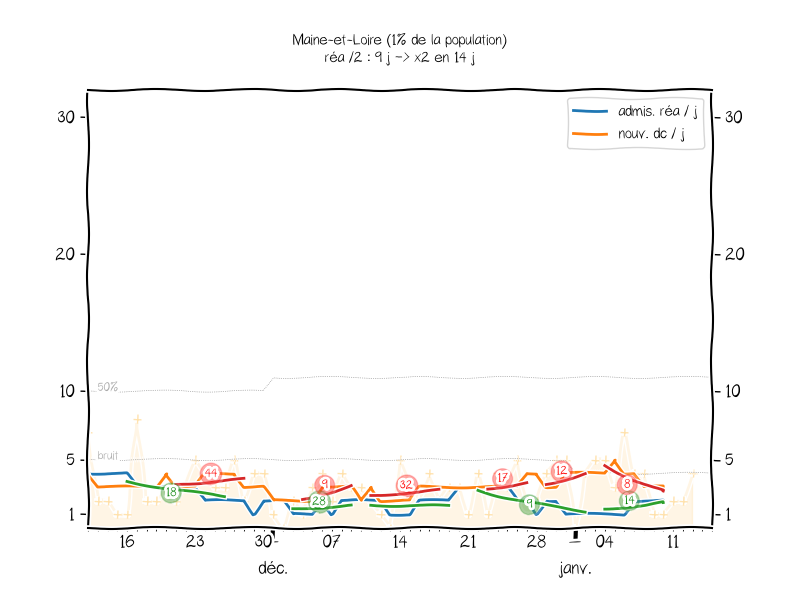 Maine-et-Loire (1% de la population)
réa /2 : 9 j -> x2 en 14 j
admis. réa / j
nouv. dc / j
30 30
20 20
50%
10 10
bruit
5 5
44 9 32 17 12 8
18 28 9 14
1 1
16 23 30 07 14 21 28 04 11
déc. janv.